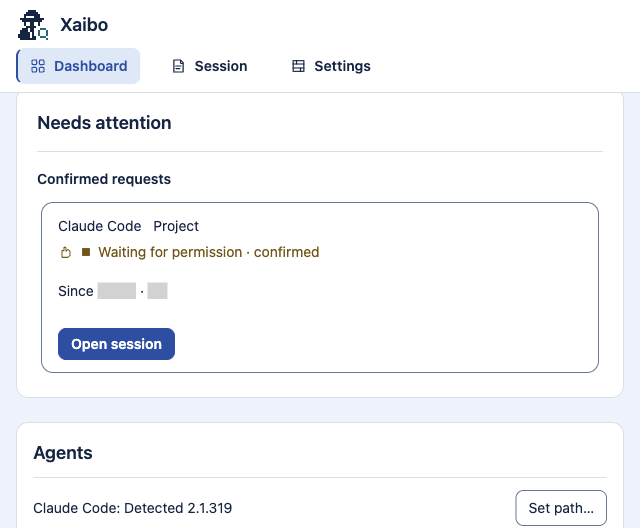 Xaibo
Dashboard Session Settings
Needs attention
Confirmed requests
Claude Code Project
Waiting for permission · confirmed
Since ·
Open session
Agents
Claude Code: Detected 2.1.319 Set path...